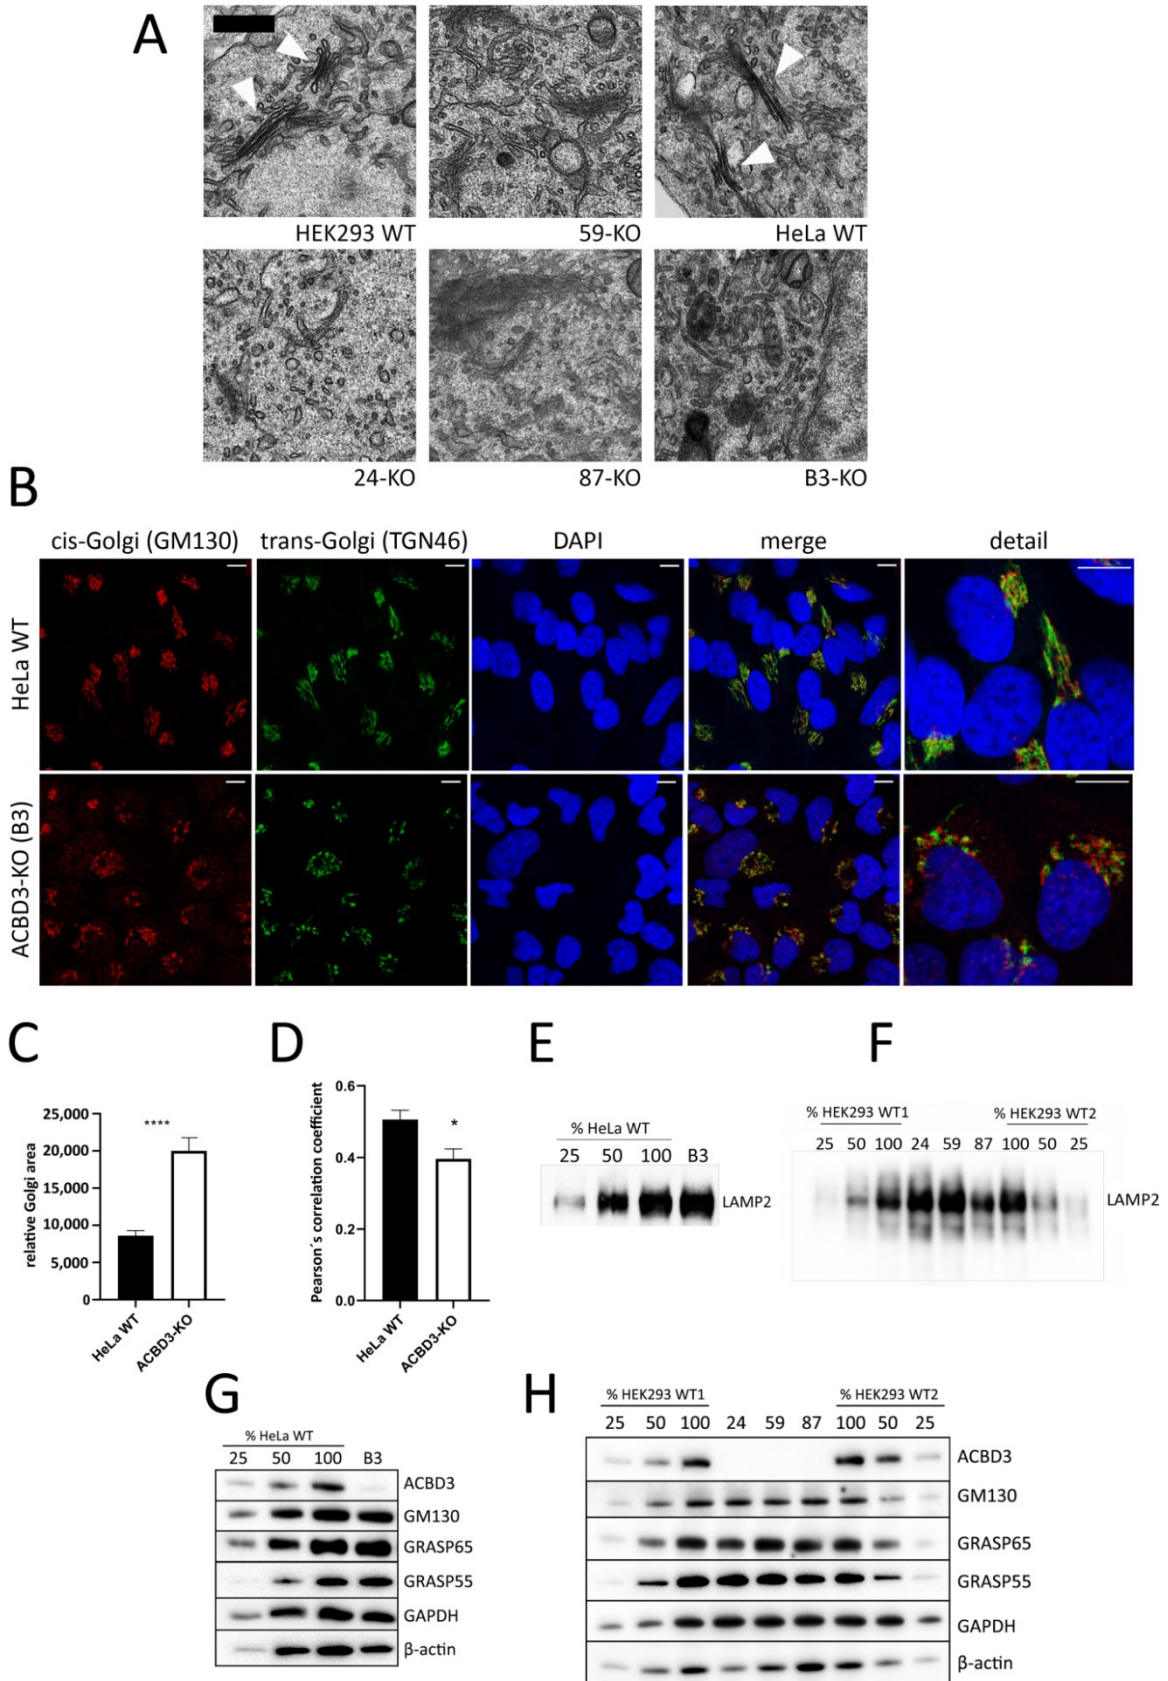 A
HEK293 WT
59-KO
HeLa WT
24-KO
87-KO
B3-KO
B
cis-Golgi (GM130)
trans-Golgi (TGN46)
DAPI
merge
detail
HeLa WT
ACBD3-KO (B3)
C
relative Golgi area
25,000
20,000
15,000
10,000
5,000
0
****
HeLa WT
ACBD3-KO
D
Pearson´s correlation coefficient
0.6
0.4
0.2
0.0
*
HeLa WT
ACBD3-KO
E
% HeLa WT
25 50 100 B3
LAMP2
F
% HEK293 WT1 % HEK293 WT2
25 50 100 24 59 87 100 50 25
LAMP2
G
% HeLa WT
25 50 100 B3
ACBD3
GM130
GRASP65
GRASP55
GAPDH
β-actin
H
% HEK293 WT1 % HEK293 WT2
25 50 100 24 59 87 100 50 25
ACBD3
GM130
GRASP65
GRASP55
GAPDH
β-actin